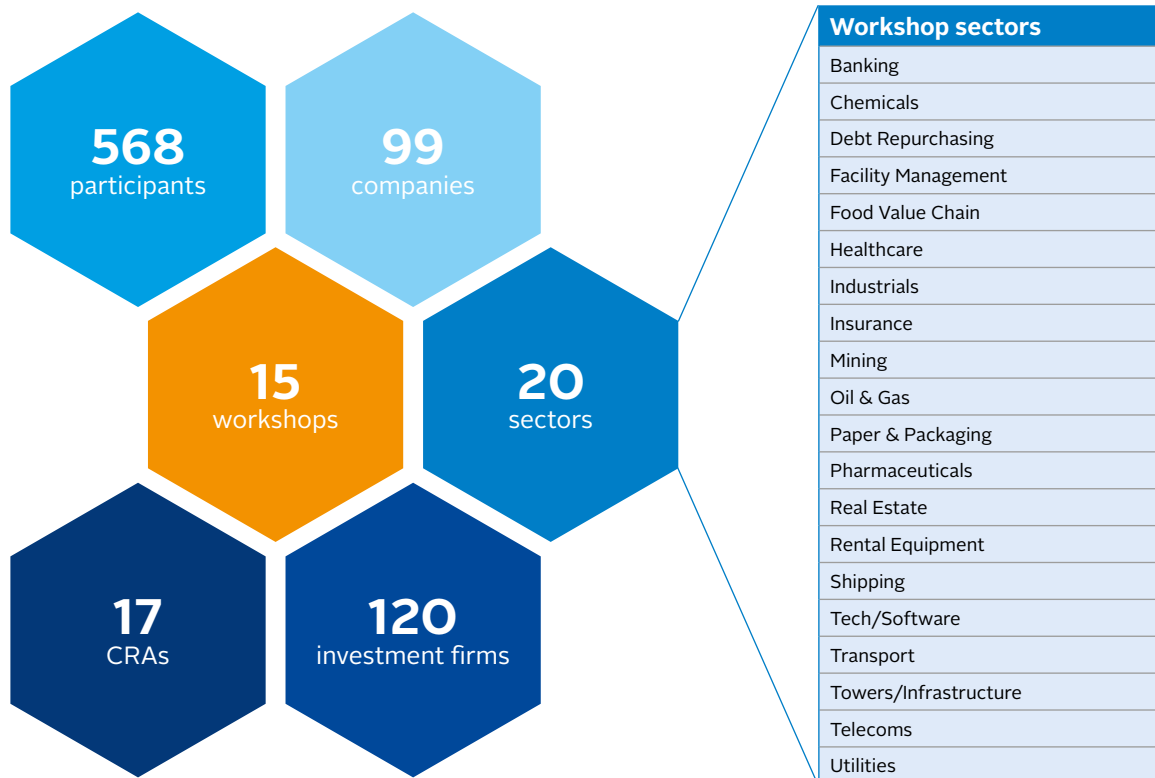 568
participants
99
companies
15
workshops
20
sectors
17
CRAs
120
investment firms
Workshop sectors
Banking
Chemicals
Debt Repurchasing
Facility Management
Food Value Chain
Healthcare
Industrials
Insurance
Mining
Oil & Gas
Paper & Packaging
Pharmaceuticals
Real Estate
Rental Equipment
Shipping
Tech/Software
Transport
Towers/Infrastructure
Telecoms
Utilities